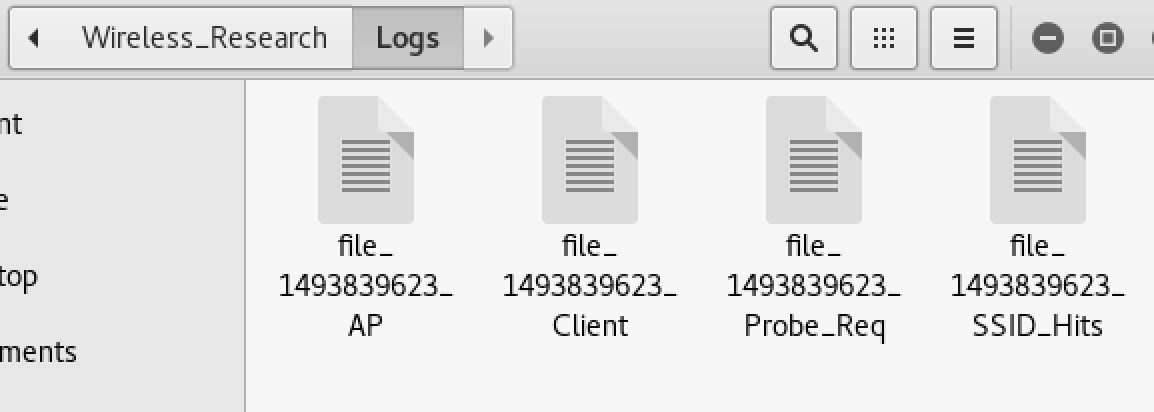 Wireless_Research
Logs
nt
e
top
ments
file_
1493839623_
AP
file_
1493839623_
Client
file_
1493839623_
Probe_Req
file_
1493839623_
SSID_Hits